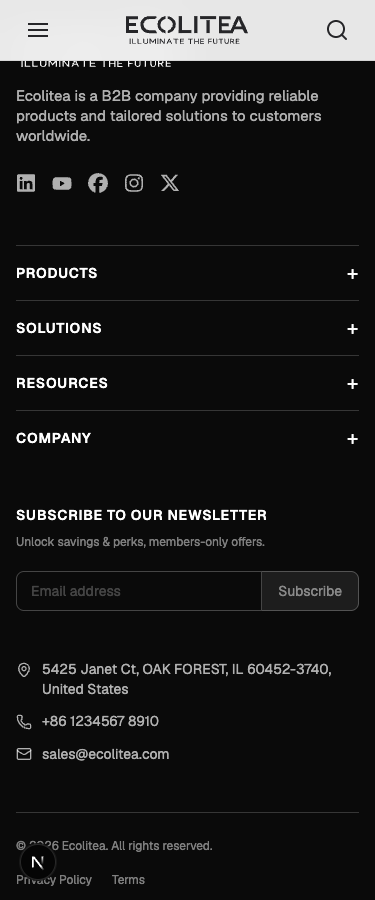 ECOLITEA
ILLUMINATE THE FUTURE
ILLUMINATE THE FUTURE
Ecolitea is a B2B company providing reliable
products and tailored solutions to customers
worldwide.
PRODUCTS +
SOLUTIONS +
RESOURCES +
COMPANY +
SUBSCRIBE TO OUR NEWSLETTER
Unlock savings & perks, members-only offers.
Email address Subscribe
5425 Janet Ct, OAK FOREST, IL 60452-3740,
United States
+86 1234567 8910
sales@ecolitea.com
© 2026 Ecolitea. All rights reserved.
N
Privacy Policy Terms